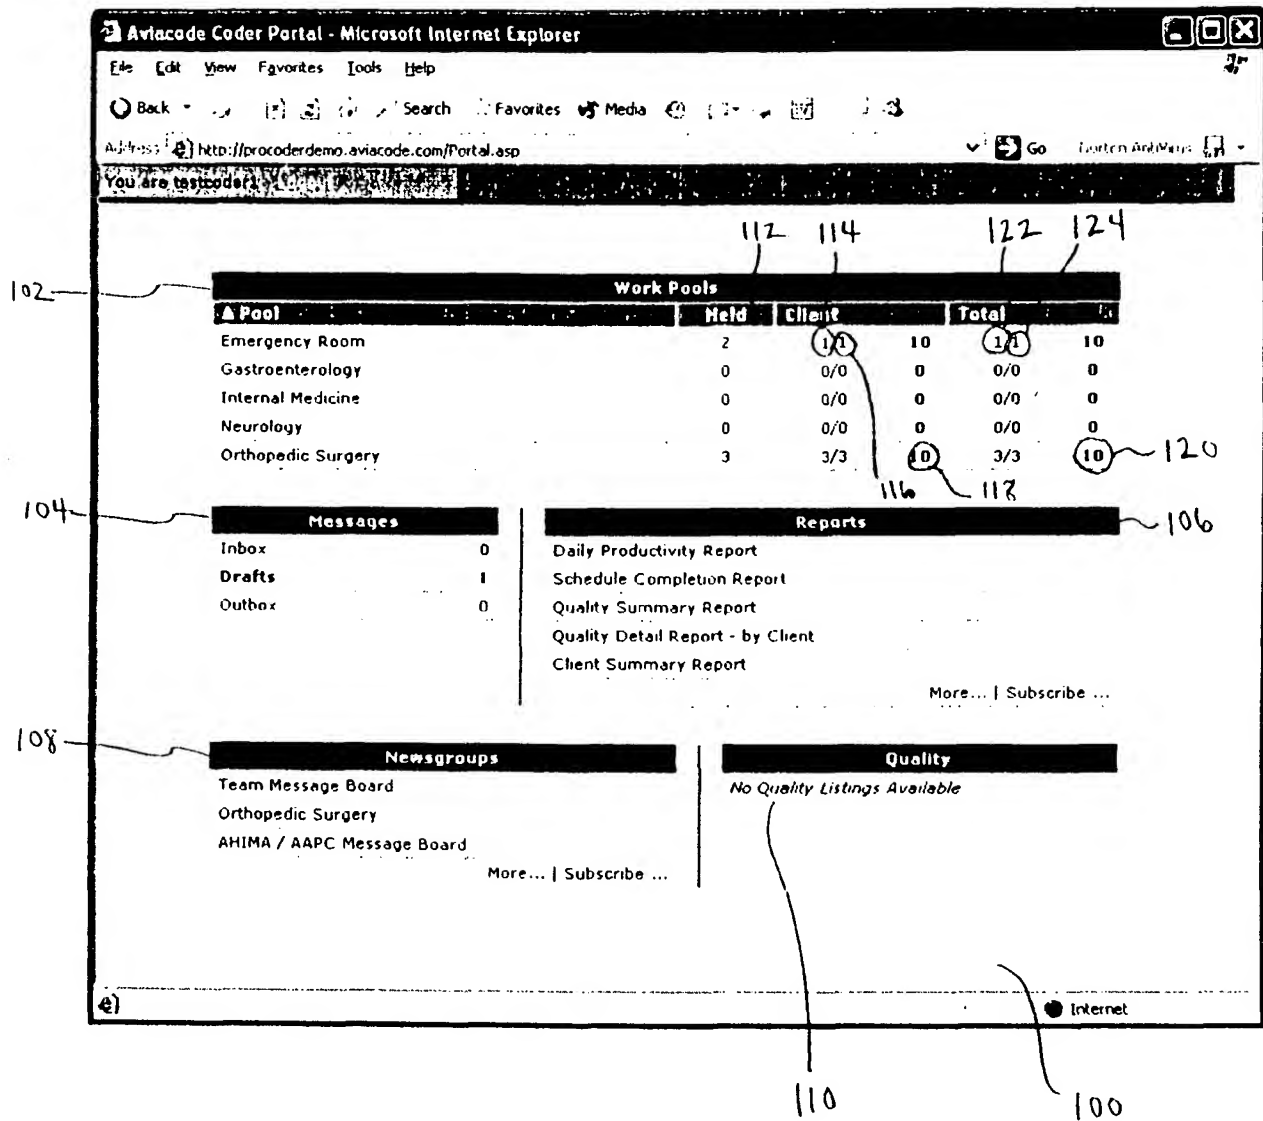 Aviacode Coder Portal - Microsoft Internet Explorer
File Edit View Favorites Tools Help
Back Search Favorites Media
Address http://procoderdemo.aviacode.com/Portal.asp Go Norton AntiVirus
You are testcoder1
112 114 122 124
102 Work Pools
▲ Pool Held Client Total
Emergency Room 2 1/1 10 1/1 10
Gastroenterology 0 0/0 0 0/0 0
Internal Medicine 0 0/0 0 0/0 0
Neurology 0 0/0 0 0/0 0
Orthopedic Surgery 3 3/3 10 3/3 10 120
116 118
104 Messages Reports 106
Inbox 0 Daily Productivity Report
Drafts 1 Schedule Completion Report
Outbox 0 Quality Summary Report
Quality Detail Report - by Client
Client Summary Report
More... | Subscribe ...
108 Newsgroups Quality
Team Message Board No Quality Listings Available
Orthopedic Surgery
AHIMA / AAPC Message Board
More... | Subscribe ...
Internet
110 100